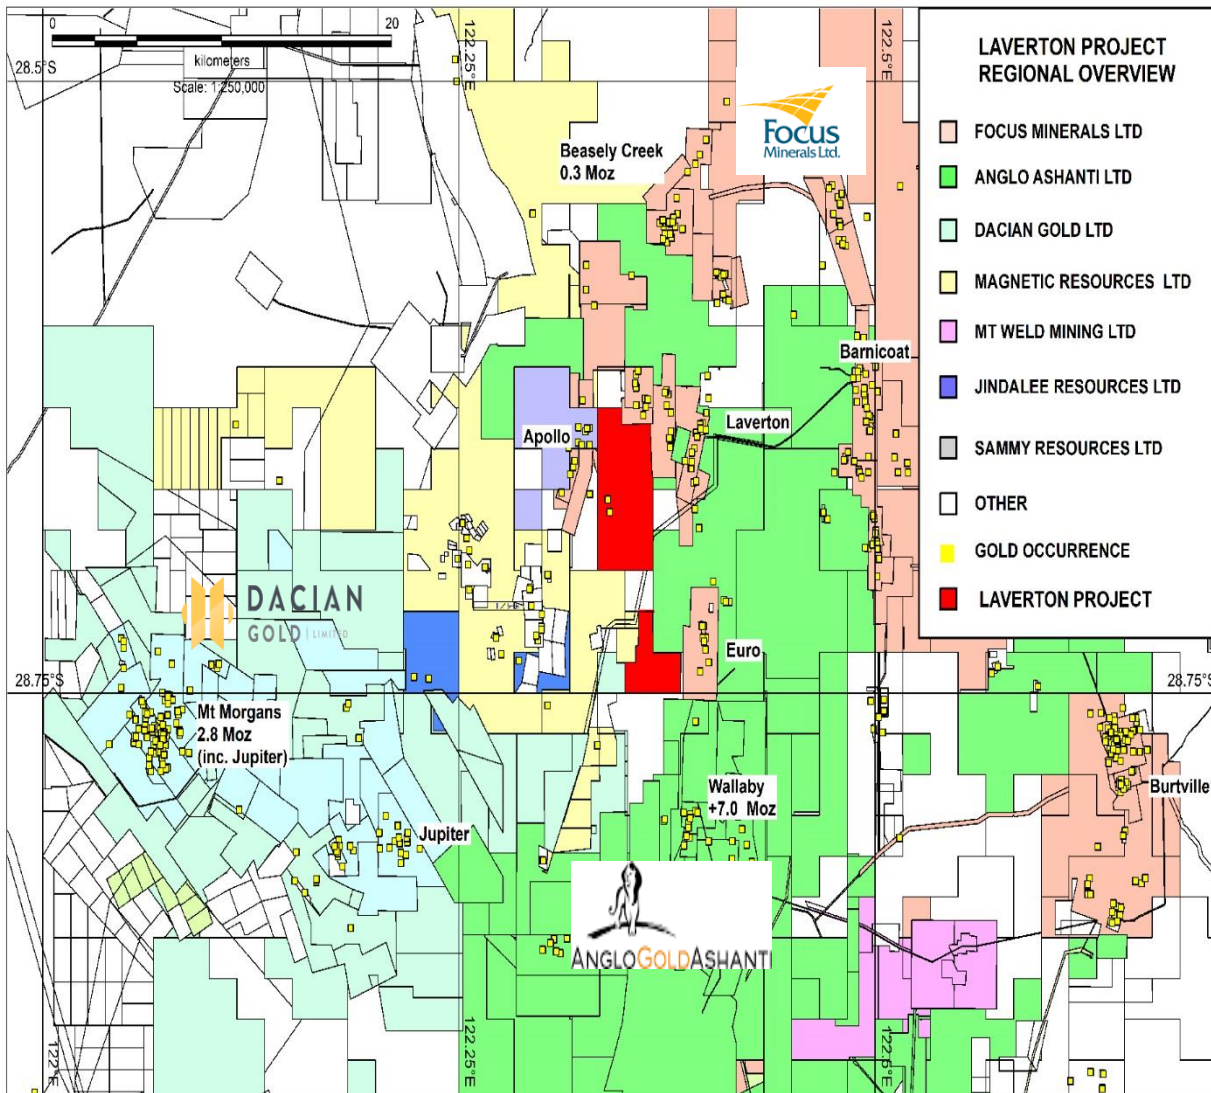 0
20
kilometers
Scale: 1:250,000
28.5°S
122.25°E
122.5°E
LAVERTON PROJECT
REGIONAL OVERVIEW
FOCUS MINERALS LTD
ANGLO ASHANTI LTD
DACIAN GOLD LTD
MAGNETIC RESOURCES LTD
MT WELD MINING LTD
JINDALEE RESOURCES LTD
SAMMY RESOURCES LTD
OTHER
GOLD OCCURRENCE
LAVERTON PROJECT
Focus
Minerals Ltd.
Beasely Creek
0.3 Moz
Barnicoat
Laverton
Apollo
DACIAN
GOLD LIMITED
Euro
28.75°S
28.75°S
Mt Morgans
2.8 Moz
(inc. Jupiter)
Wallaby
+7.0 Moz
Burtville
Jupiter
ANGLOGOLDASHANTI
122°E
122.25°E
122.5°E